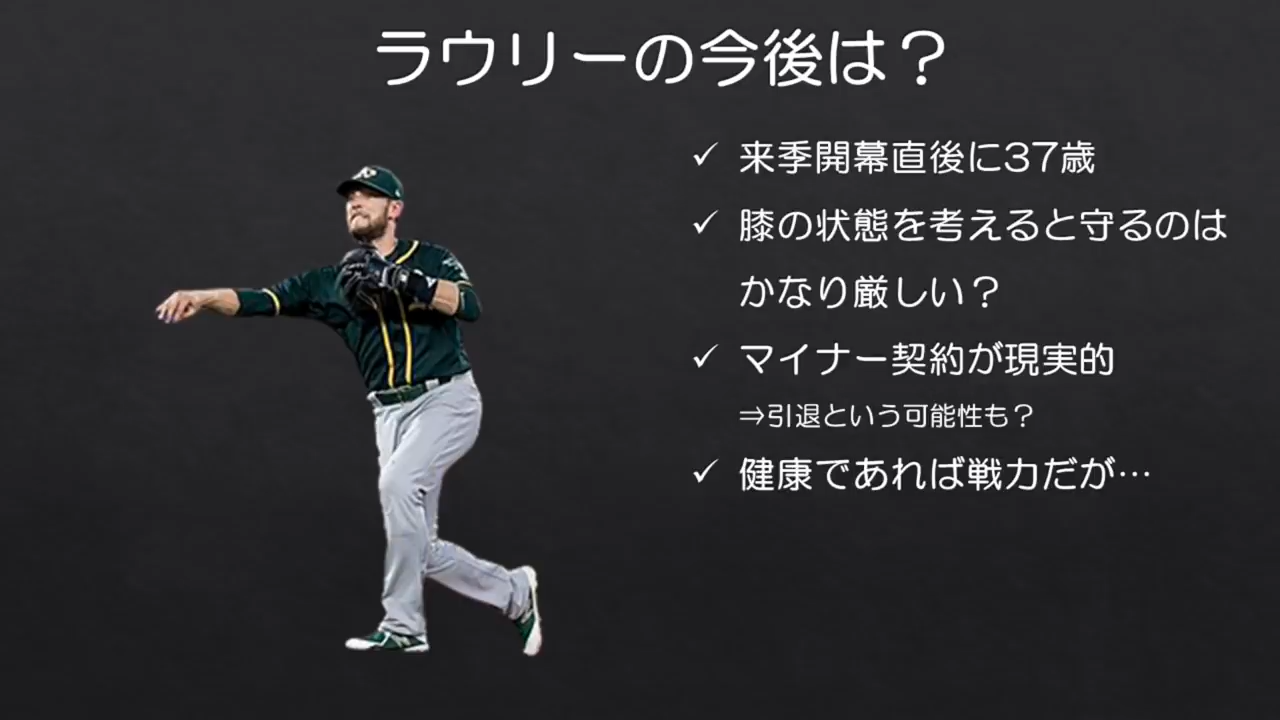 ラウリーの今後は？
✓ 来季開幕直後に37歳
✓ 膝の状態を考えると守るのは
かなり厳しい？
✓ マイナー契約が現実的
⇒引退という可能性も？
✓ 健康であれば戦力だが…
A's